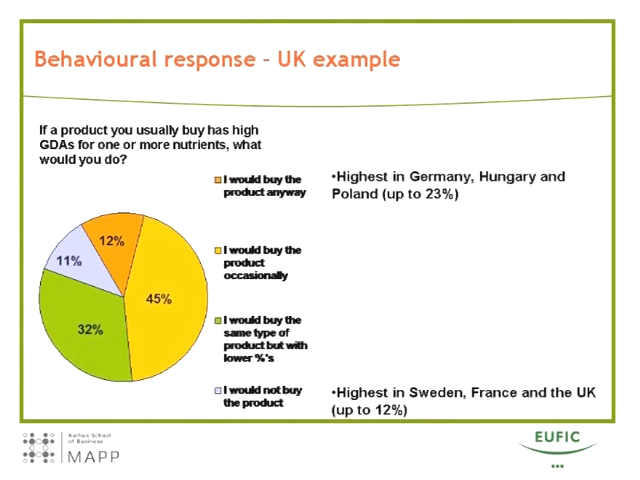 Behavioural response - UK example
If a product you usually buy has high
GDAs for one or more nutrients, what
would you do?
I would buy the
product anyway
•Highest in Germany, Hungary and
Poland (up to 23%)
12%
11%
45%
32%
I would buy the
product
occasionally
I would buy the
same type of
product but with
lower %'s
I would not buy
the product
•Highest in Sweden, France and the UK
(up to 12%)
Aarhus School
of Business
MAPP
EUFIC